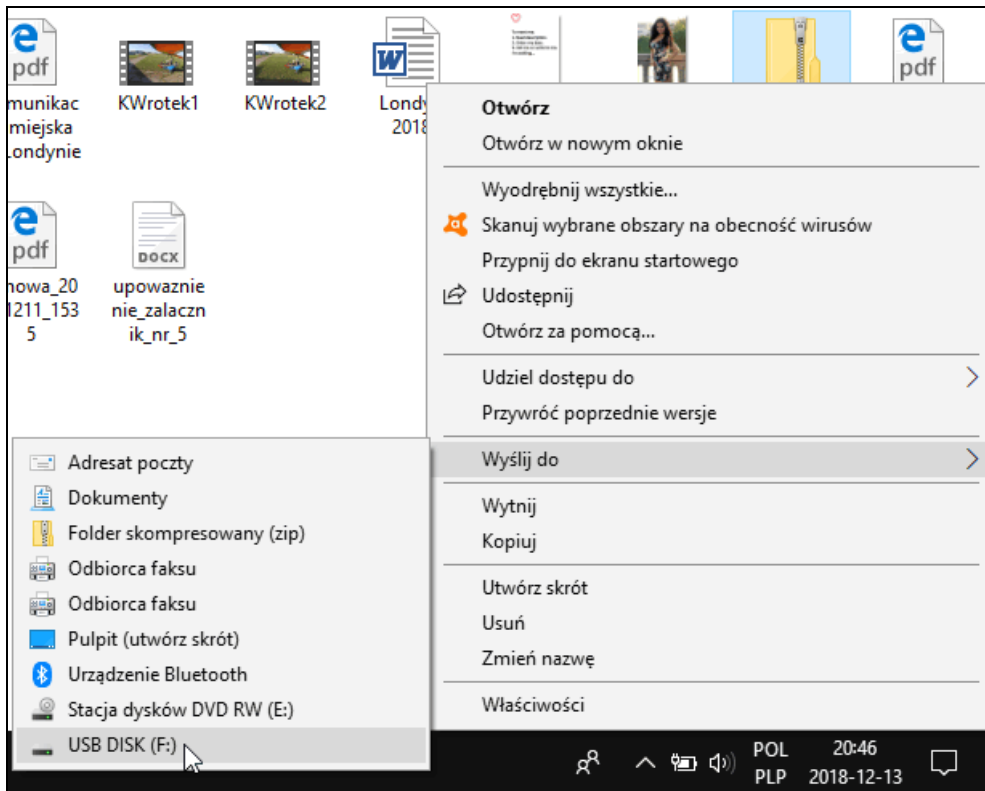 pdf
pdf
munikac
miejska
ondynie
KWrotek1
KWrotek2
W
Londy
2018
Otwórz
Otwórz w nowym oknie
Wyodrębnij wszystkie...
Skanuj wybrane obszary na obecność wirusów
Przypnij do ekranu startowego
Udostępnij
Otwórz za pomocą...
Udziel dostępu do
Przywróć poprzednie wersje
Wyślij do
Wytnij
Kopiuj
Utwórz skrót
Usuń
Zmień nazwę
Właściwości
pdf
nowa_20
1211_153
5
DOCX
upowaznie
nie_zalaczn
ik_nr_5
Adresat poczty
Dokumenty
Folder skompresowany (zip)
Odbiorca faksu
Odbiorca faksu
Pulpit (utwórz skrót)
Urządzenie Bluetooth
Stacja dysków DVD RW (E:)
USB DISK (F:)
POL
PLP
20:46
2018-12-13